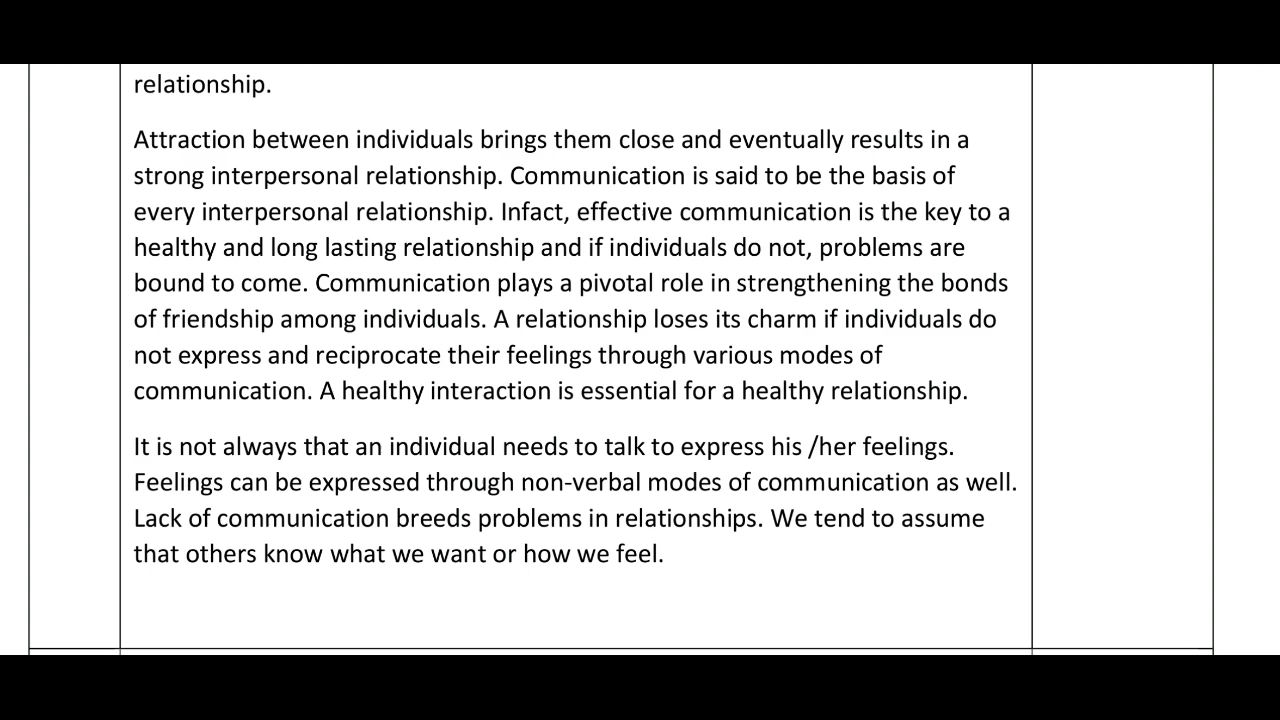 relationship.
Attraction between individuals brings them close and eventually results in a
strong interpersonal relationship. Communication is said to be the basis of
every interpersonal relationship. Infact, effective communication is the key to a
healthy and long lasting relationship and if individuals do not, problems are
bound to come. Communication plays a pivotal role in strengthening the bonds
of friendship among individuals. A relationship loses its charm if individuals do
not express and reciprocate their feelings through various modes of
communication. A healthy interaction is essential for a healthy relationship.
It is not always that an individual needs to talk to express his /her feelings.
Feelings can be expressed through non-verbal modes of communication as well.
Lack of communication breeds problems in relationships. We tend to assume
that others know what we want or how we feel.